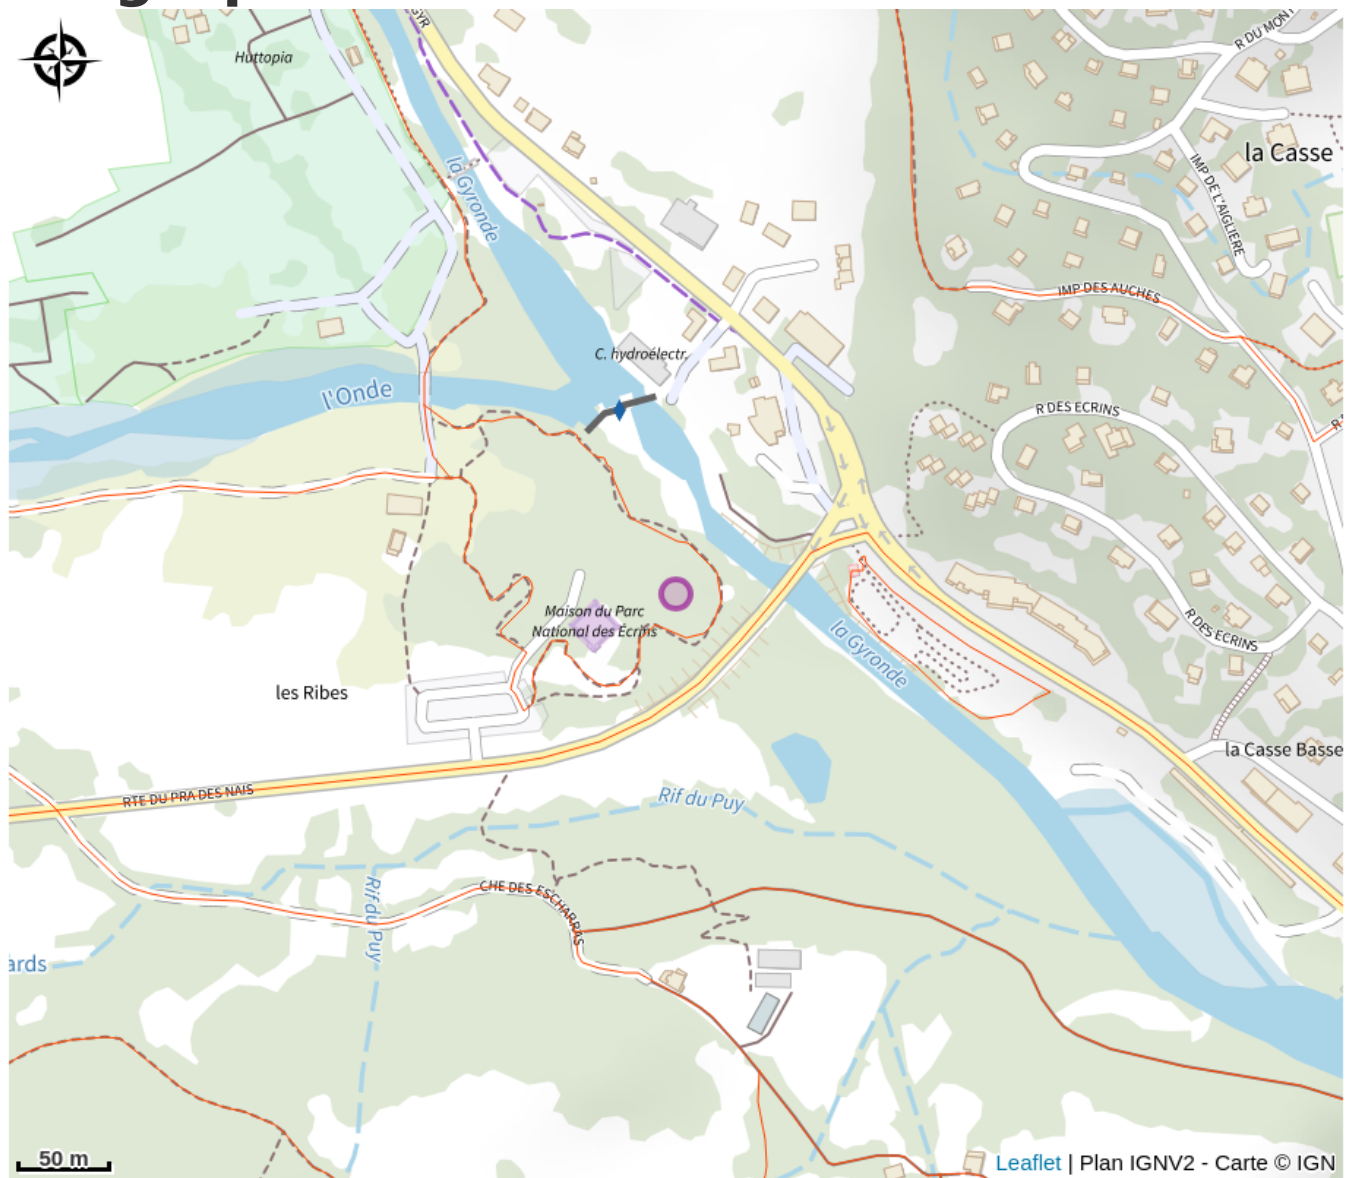 GYR
R DU MONT
Huttopia
la Casse
la Gyronde
IMP DE L'AIGLIERE
IMP DES AUCHES
C. hydroélectr.
l'Onde
R DES ECRINS
Maison du Parc
National des Écrins
R DES ECRINS
la Gyronde
les Ribes
la Casse Basse
RTE DU PRA DES NAIS
Rif du Puy
CHE DES ESCHARRAS
Rif du Puy
ards
50 m
Leaflet | Plan IGNV2 - Carte © IGN